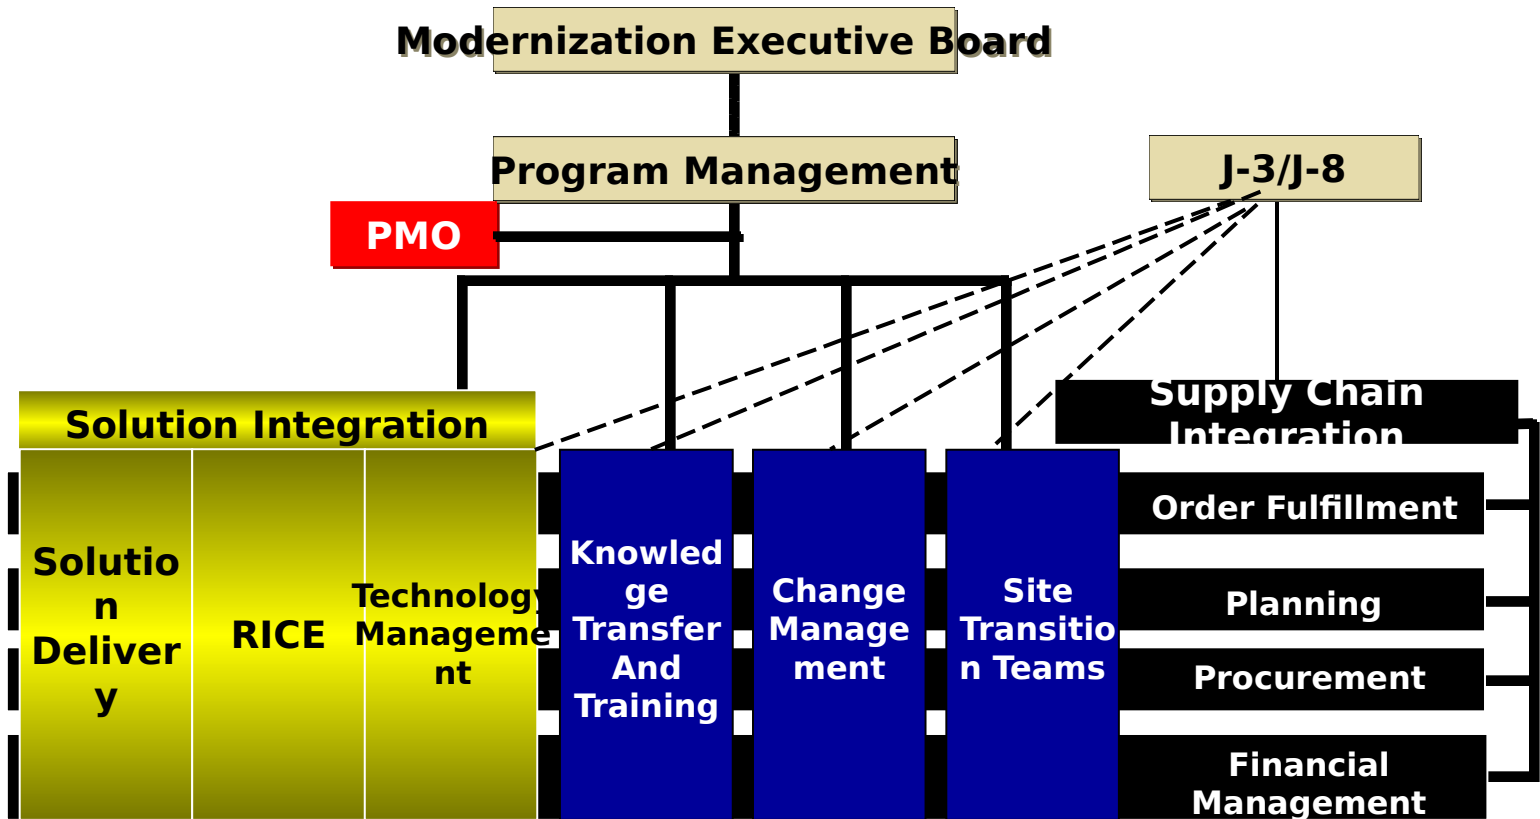 Modernization Executive Board
Program Management
J-3/J-8
PMO
Supply Chain
Integration
Solution Integration
Order Fulfillment
Solutio
n
Deliver
y
RICE
Technology
Manageme
nt
Knowled
ge
Transfer
And
Training
Change
Manage
ment
Site
Transitio
n Teams
Planning
Procurement
Financial
Management